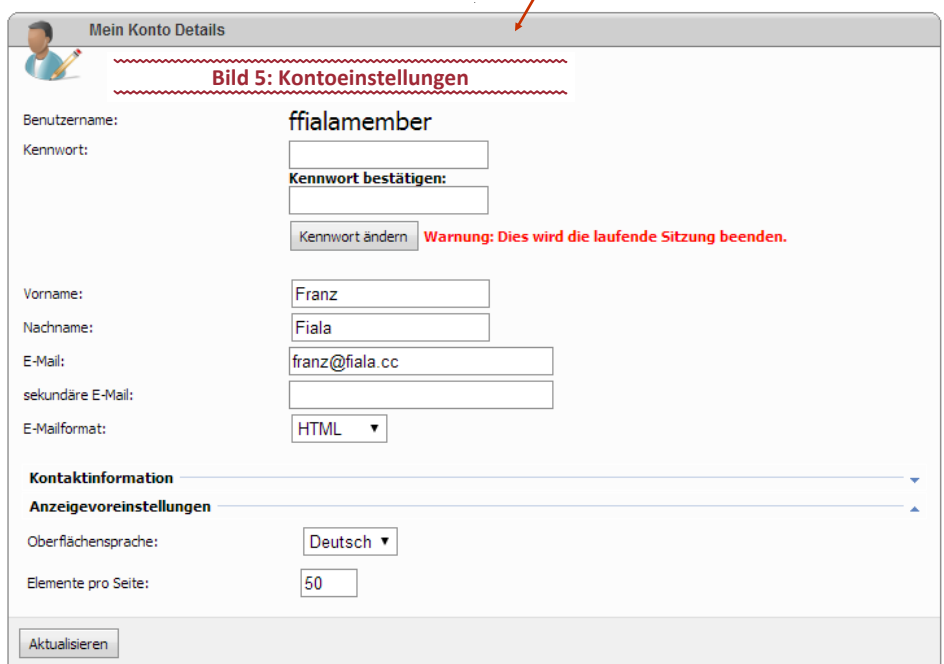 Mein Konto Details
Bild 5: Kontoeinstellungen
Benutzername: ffialamember
Kennwort:
Kennwort bestätigen:
Kennwort ändern Warnung: Dies wird die laufende Sitzung beenden.
Vorname: Franz
Nachname: Fiala
E-Mail: franz@fiala.cc
sekundäre E-Mail:
E-Mailformat: HTML
Kontaktinformation
Anzeigevoreinstellungen
Oberflächensprache: Deutsch
Elemente pro Seite: 50
Aktualisieren